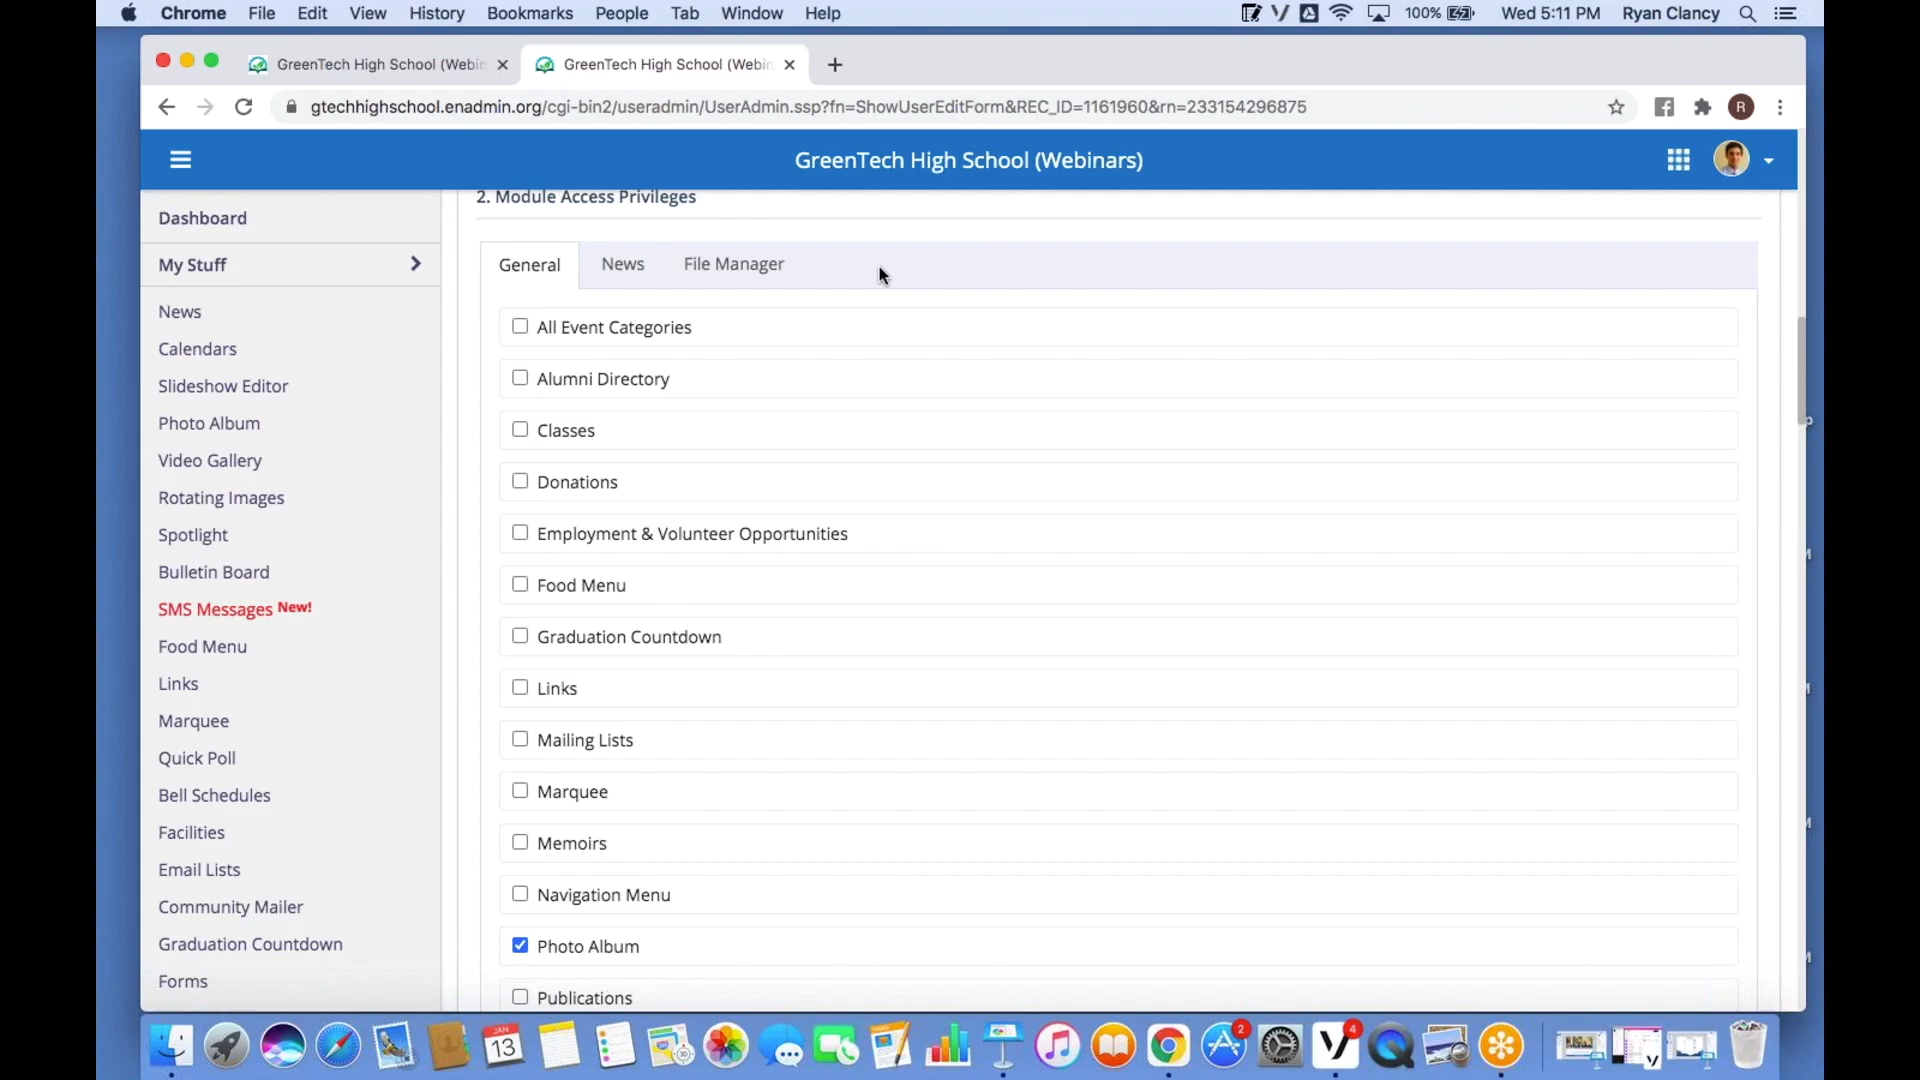 Chrome File Edit View History Bookmarks People Tab Window Help 100% Wed 5:11 PM Ryan Clancy
GreenTech High School (Webin
GreenTech High School (Webin
gtechhighschool.enadmin.org/cgi-bin2/useradmin/UserAdmin.ssp?fn=ShowUserEditForm&REC_ID=1161960&rn=233154296875
R
GreenTech High School (Webinars)
Dashboard
My Stuff
News
Calendars
Slideshow Editor
Photo Album
Video Gallery
Rotating Images
Spotlight
Bulletin Board
SMS Messages New!
Food Menu
Links
Marquee
Quick Poll
Bell Schedules
Facilities
Email Lists
Community Mailer
Graduation Countdown
Forms
2. Module Access Privileges
General News File Manager
All Event Categories
Alumni Directory
Classes
Donations
Employment & Volunteer Opportunities
Food Menu
Graduation Countdown
Links
Mailing Lists
Marquee
Memoirs
Navigation Menu
Photo Album
Publications
JAN
13
2
4